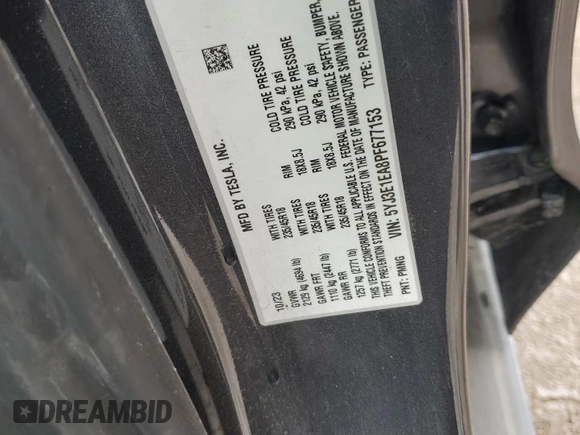 MFD BY TESLA, INC.
10/23
GVWR WITH TIRES RIM COLD TIRE PRESSURE
2129 kg (4694 lb) 235/45R18 18X8.5J 290 kPa, 42 psi
GAWR FRT WITH TIRES RIM COLD TIRE PRESSURE
1110 kg (2447 lb) 235/45R18 18X8.5J 290 kPa, 42 psi
GAWR RR WITH TIRES
1257 kg (2771 lb) 235/45R18 18X8.5J 290 kPa, 42 psi
THIS VEHICLE CONFORMS TO ALL APPLICABLE U.S. FEDERAL MOTOR VEHICLE SAFETY, BUMPER,
THEFT PREVENTION STANDARDS IN EFFECT ON THE DATE OF MANUFACTURE SHOWN ABOVE.
VIN: 5YJ3E1EA8PF677153 TYPE: PASSENGER
PNT: PMNG
DREAMBID